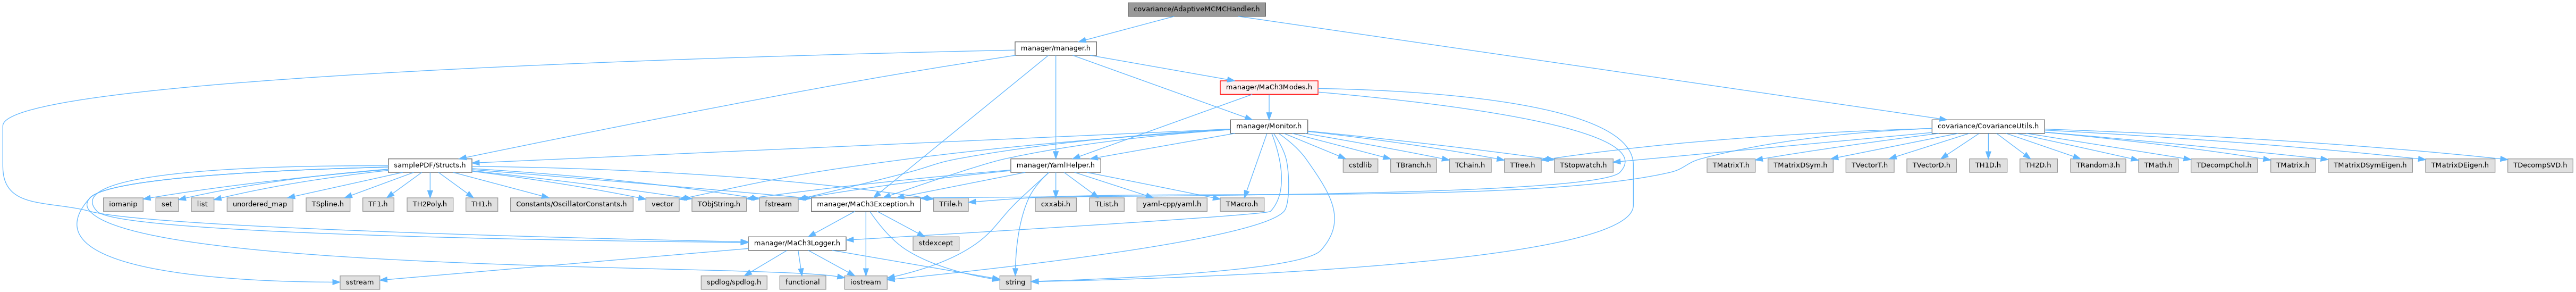 covariance/AdaptiveMCMCHandler.h
manager/manager.h
manager/MaCh3Modes.h
manager/Monitor.h
covariance/CovarianceUtils.h
samplePDF/Structs.h
manager/YamlHelper.h
cstdlib
TBranch.h
TChain.h
TTree.h
TStopwatch.h
TMatrixT.h
TMatrixDSym.h
TVectorT.h
TVectorD.h
TH1D.h
TH2D.h
TRandom3.h
TMath.h
TDecompChol.h
TMatrix.h
TMatrixDSymEigen.h
TMatrixDEigen.h
TDecompSVD.h
iomanip
set
list
unordered_map
TSpline.h
TF1.h
TH2Poly.h
TH1.h
Constants/OscillatorConstants.h
vector
TObjString.h
fstream
manager/MaCh3Exception.h
TFile.h
cxxabi.h
TList.h
yaml-cpp/yaml.h
TMacro.h
manager/MaCh3Logger.h
stdexcept
sstream
spdlog/spdlog.h
functional
iostream
string